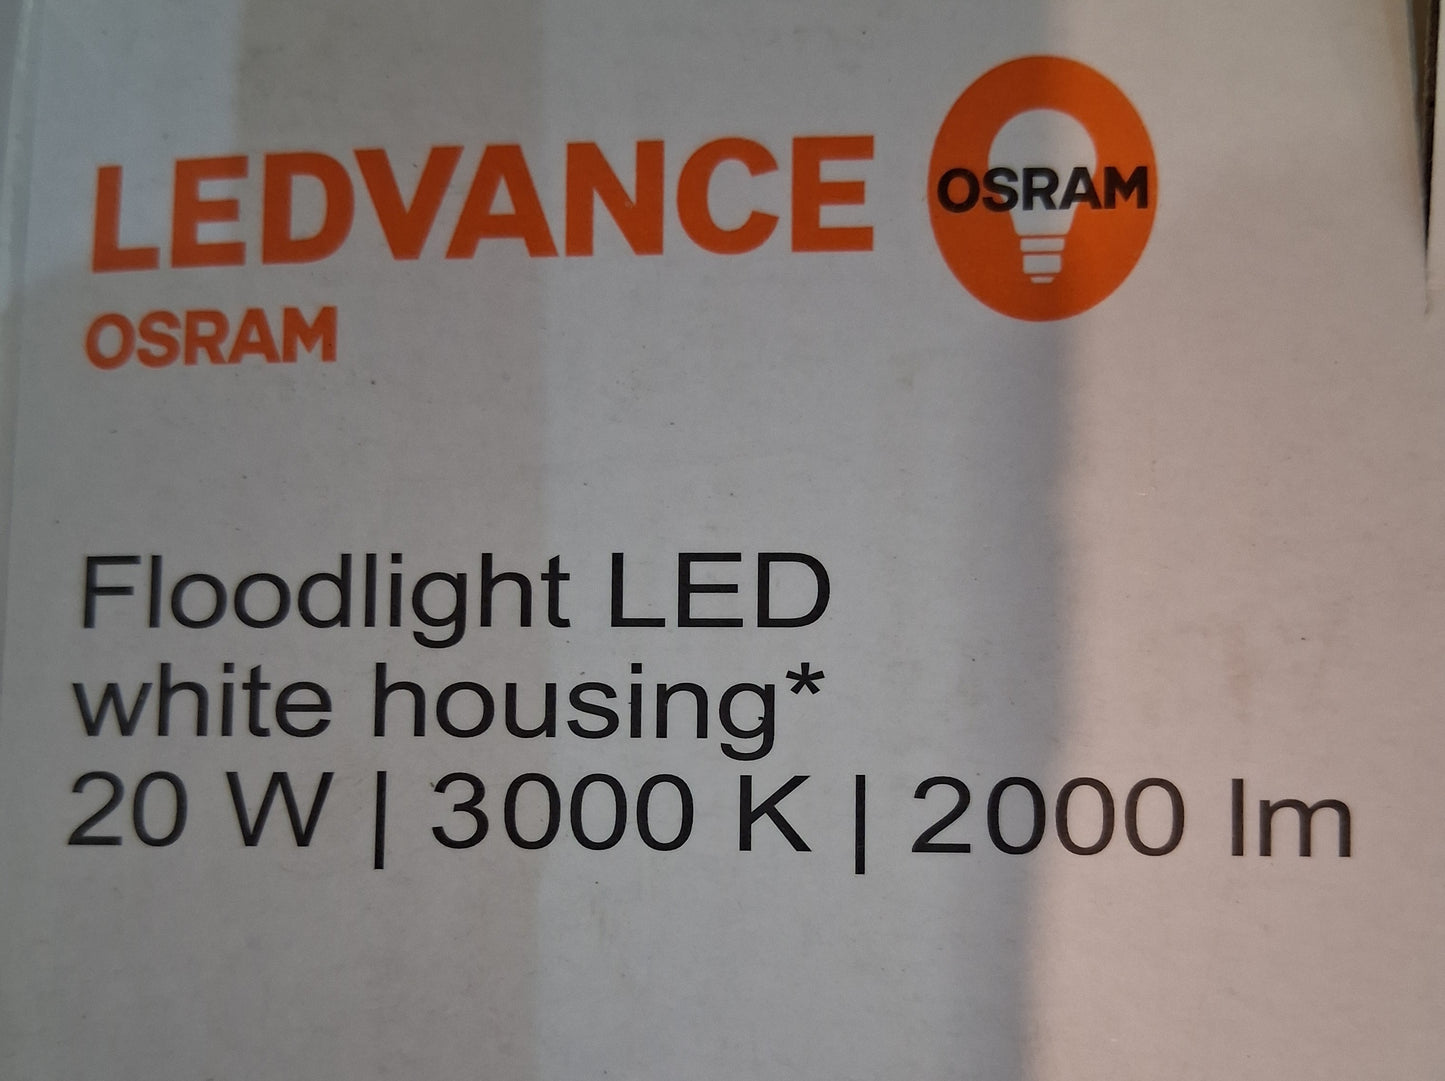 LEDVANCE
OSRAM
OSRAM
Floodlight LED
white housing*
20 W | 3000 K | 2000 lm